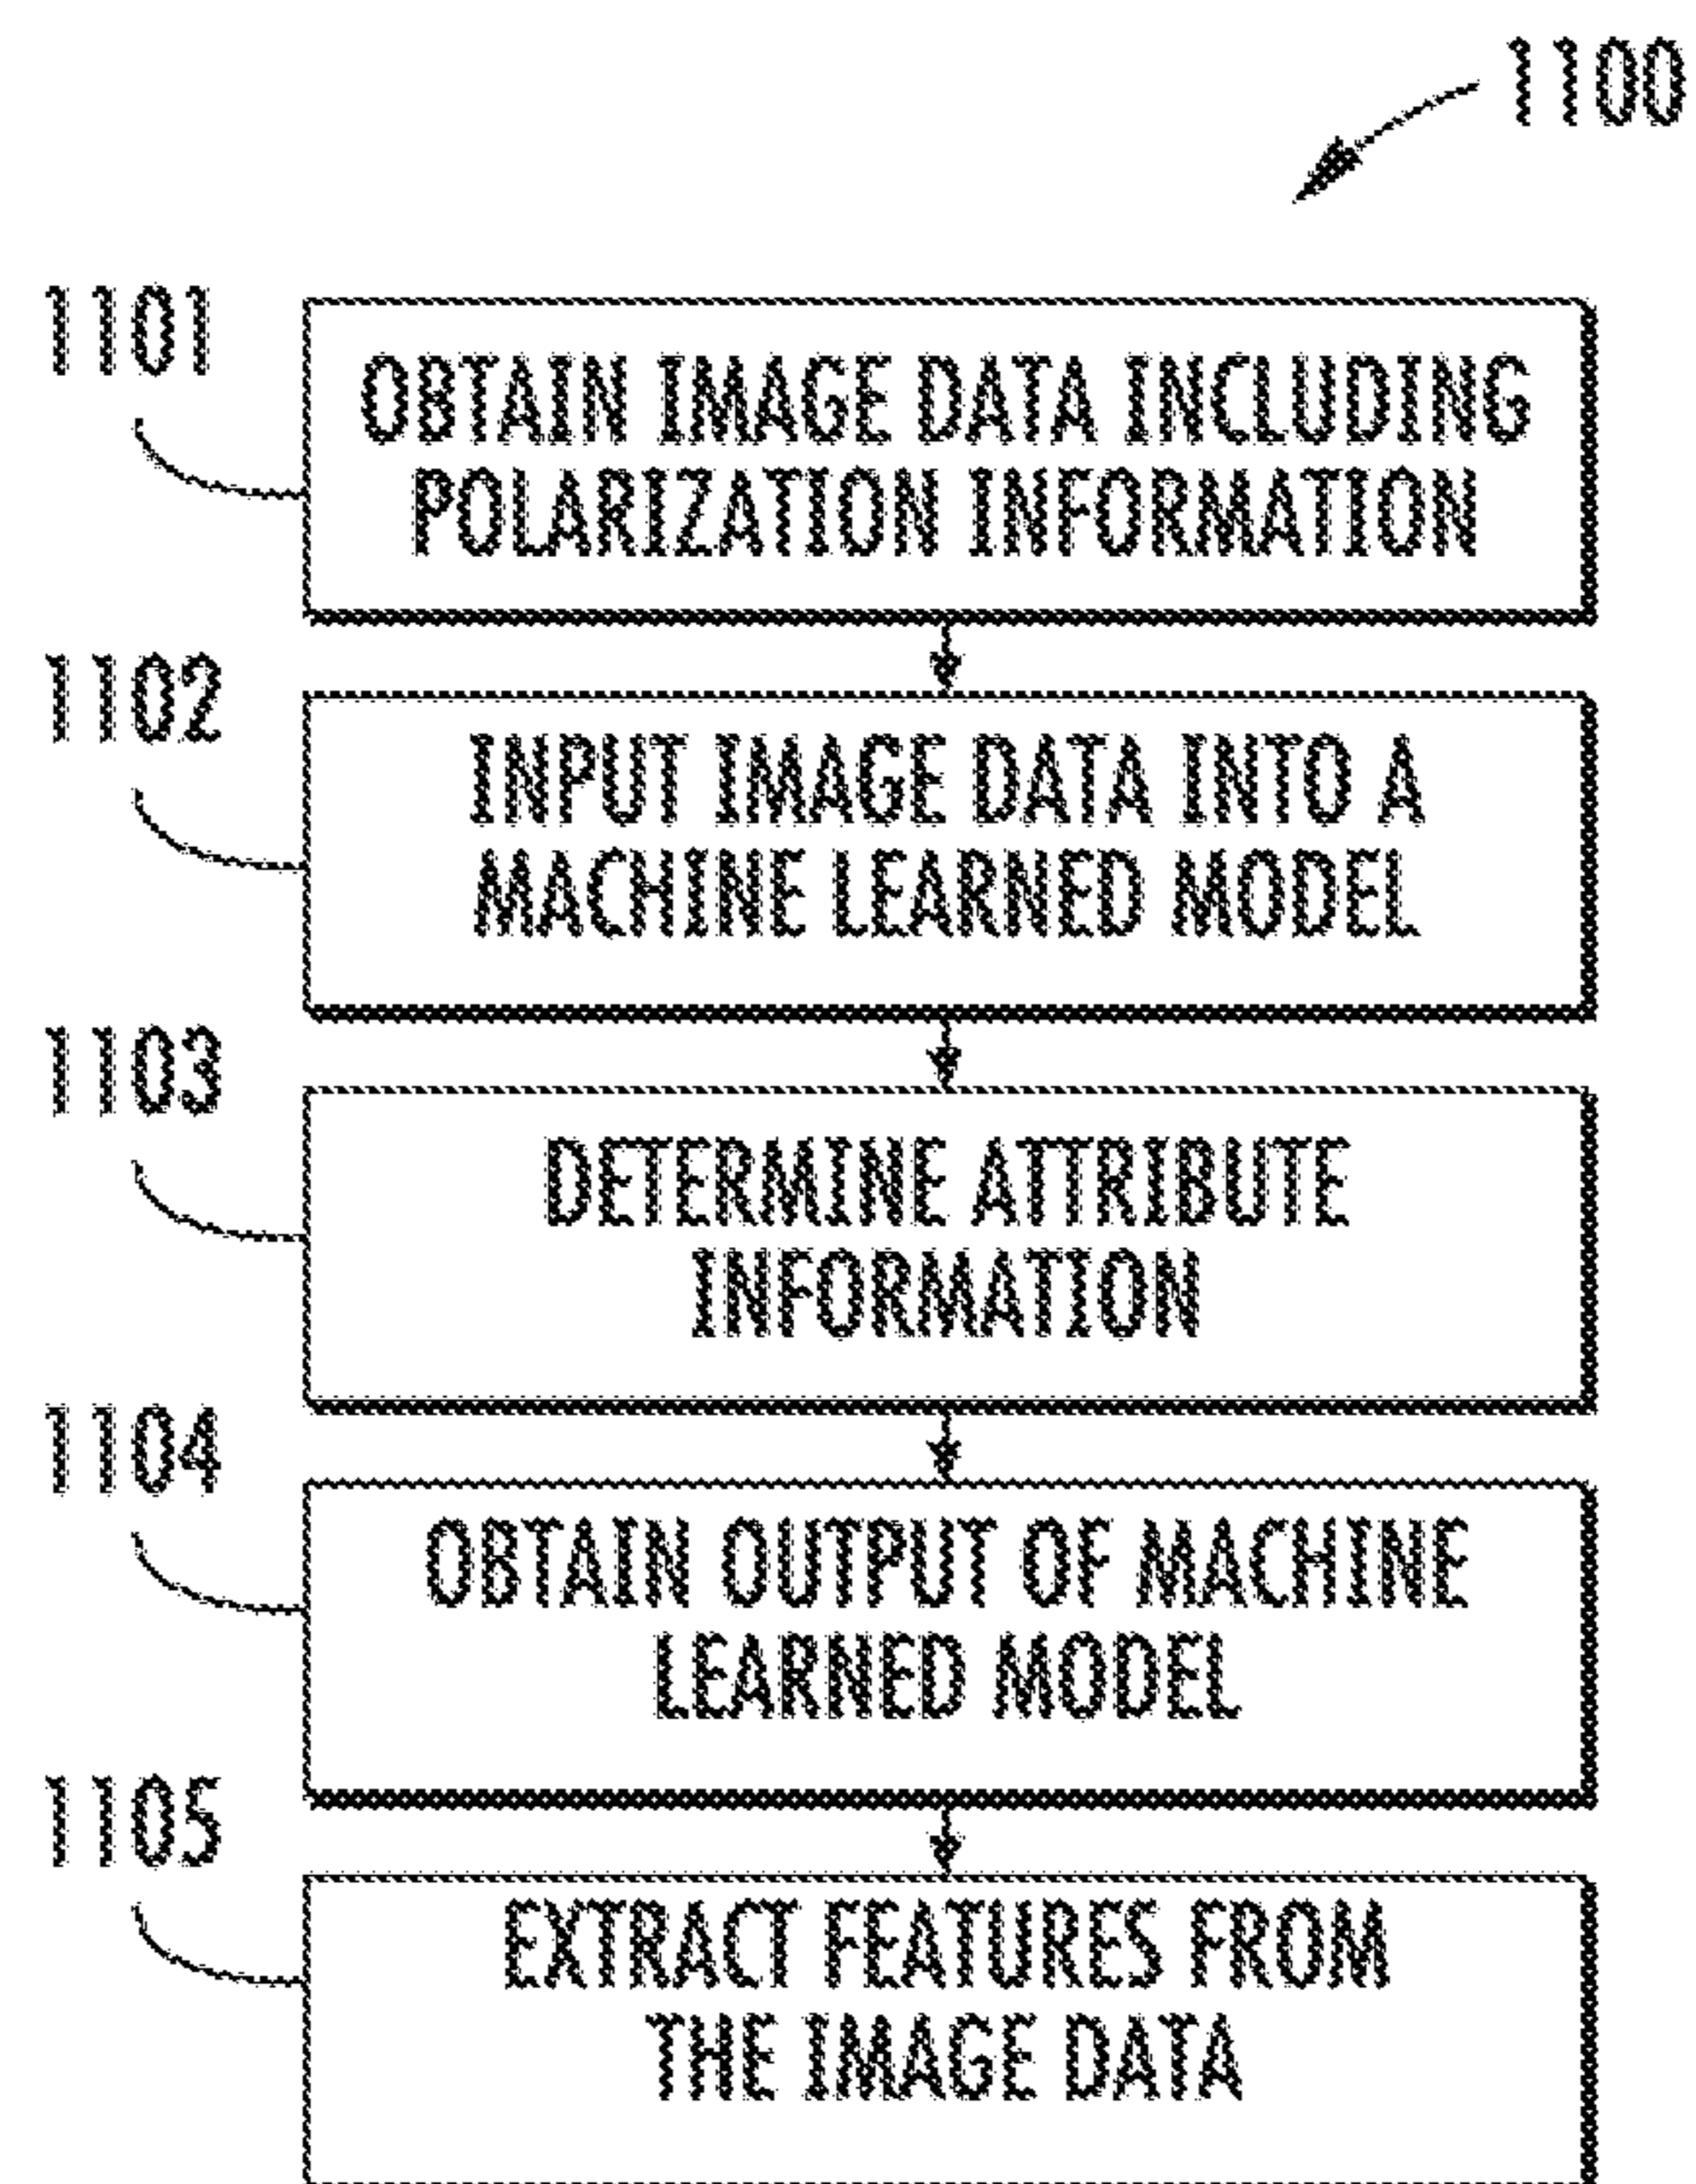 1100
1101
OBTAIN IMAGE DATA INCLUDING
POLARIZATION INFORMATION
1102
INPUT IMAGE DATA INTO A
MACHINE LEARNED MODEL
1103
DETERMINE ATTRIBUTE
INFORMATION
1104
OBTAIN OUTPUT OF MACHINE
LEARNED MODEL
1105
EXTRACT FEATURES FROM
THE IMAGE DATA